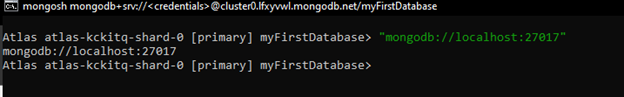 mongosh mongodb+srv://<credentials>@cluster0.lfxyvwl.mongodb.net/myFirstDatabase
Atlas atlas-kckitq-shard-0 [primary] myFirstDatabase> "mongodb://localhost:27017"
mongodb://localhost:27017
Atlas atlas-kckitq-shard-0 [primary] myFirstDatabase>